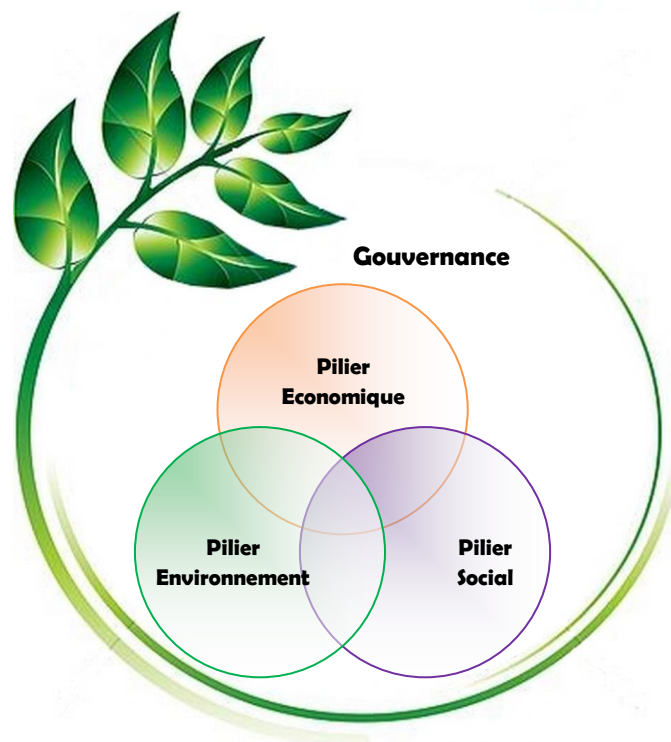 Gouvernance
Pilier
Economique
Pilier
Environnement
Pilier
Social